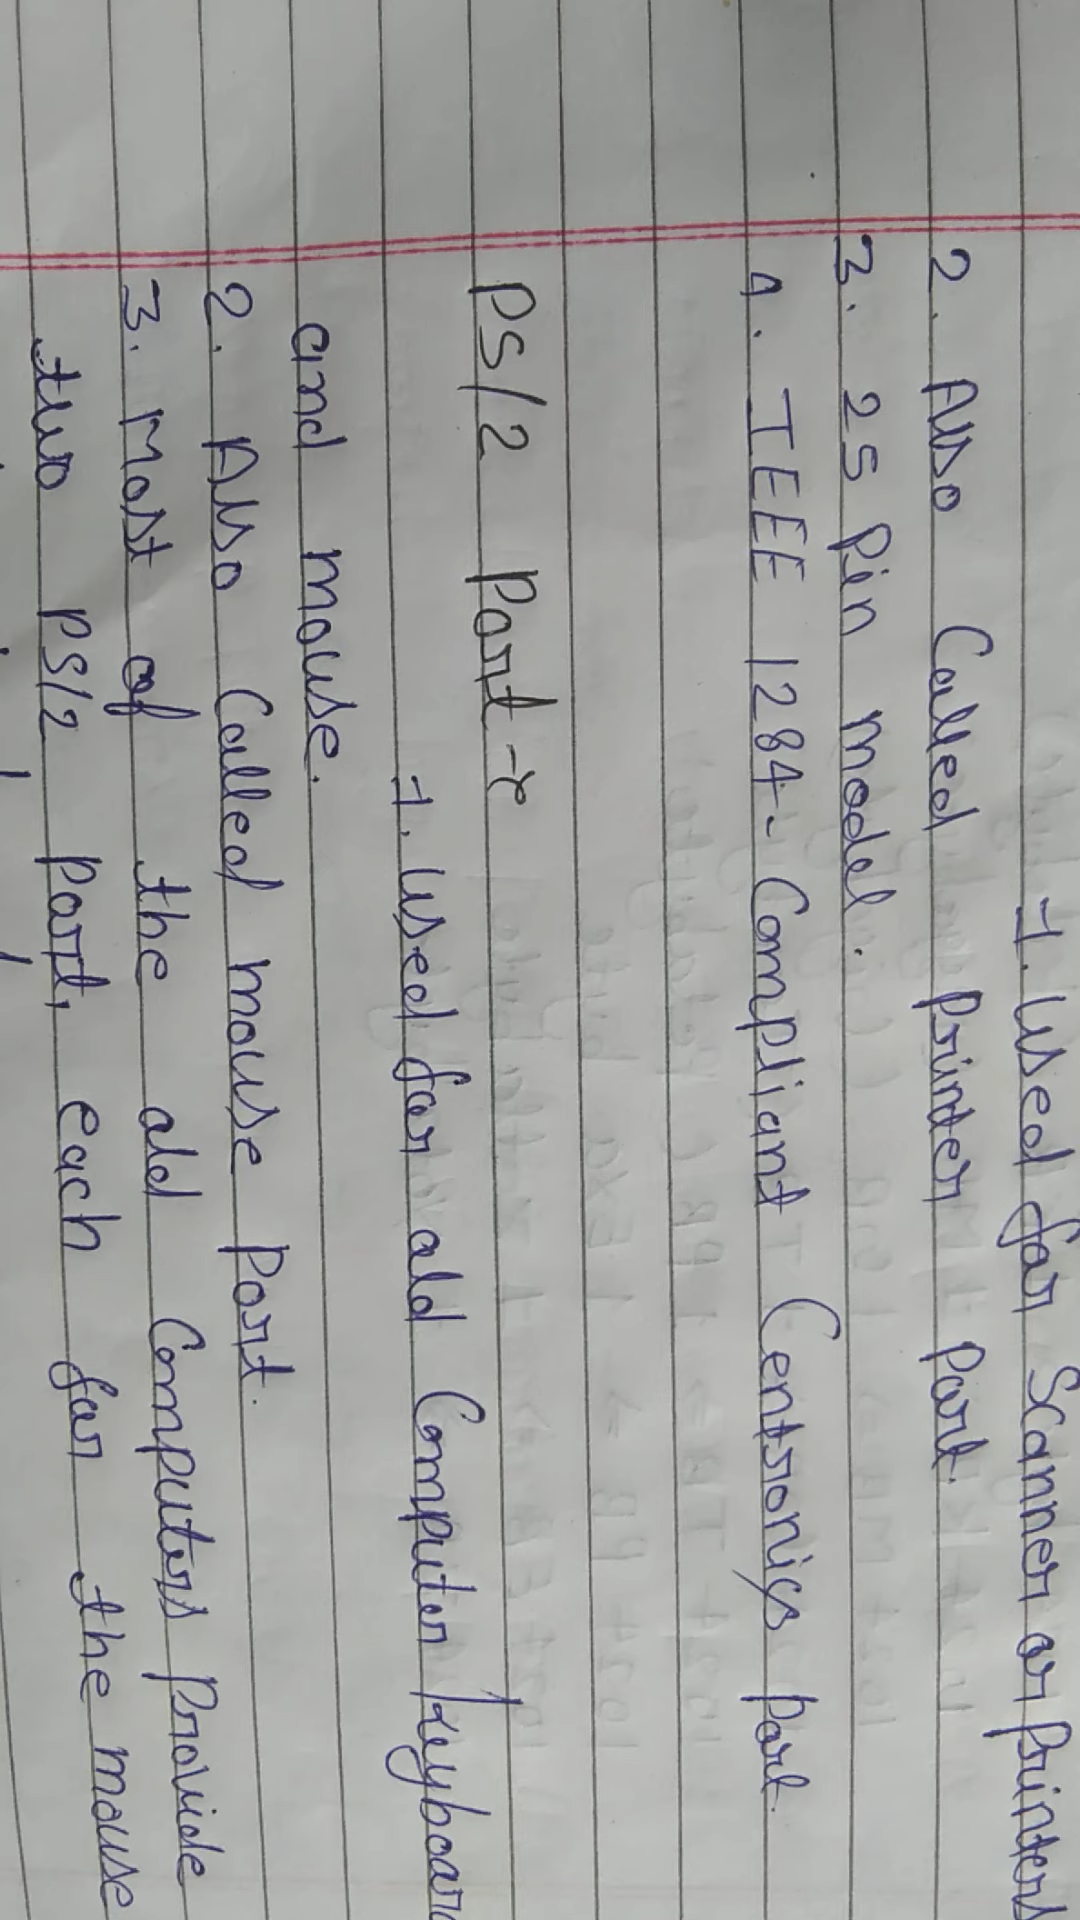 1. Used for Scanner or Printers
2. Also Called Printer Port.
3. 25 Pin model.
4. IEEE 1284-Compliant Centronics Port.
PS/2 Port -
1. Used for old Computer Keyboard
and mouse.
2. Also Called mouse Port.
3. Most of the old Computers Provide
two PS/2 Port, each for the mouse